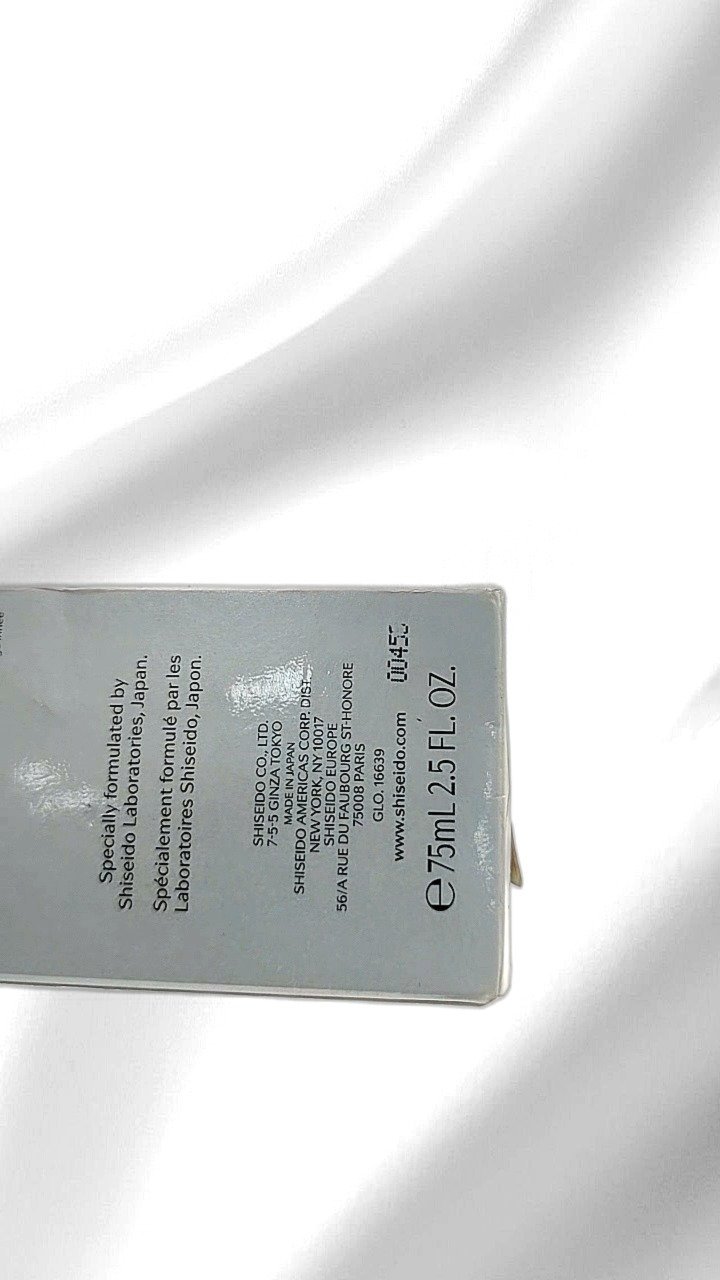 Specially formulated by
Shiseido Laboratories, Japan.
Spécialement formulé par les
Laboratoires Shiseido, Japon.
SHISEIDO CO., LTD.
7-5-5 GINZA TOKYO
MADE IN JAPAN
SHISEIDO AMERICAS CORP. DIST.
NEW YORK, NY 10017
SHISEIDO EUROPE
56/A RUE DU FAUBOURG ST-HONORE
75008 PARIS
GLO. 16639
www.shiseido.com
e 75mL 2.5 FL. OZ.